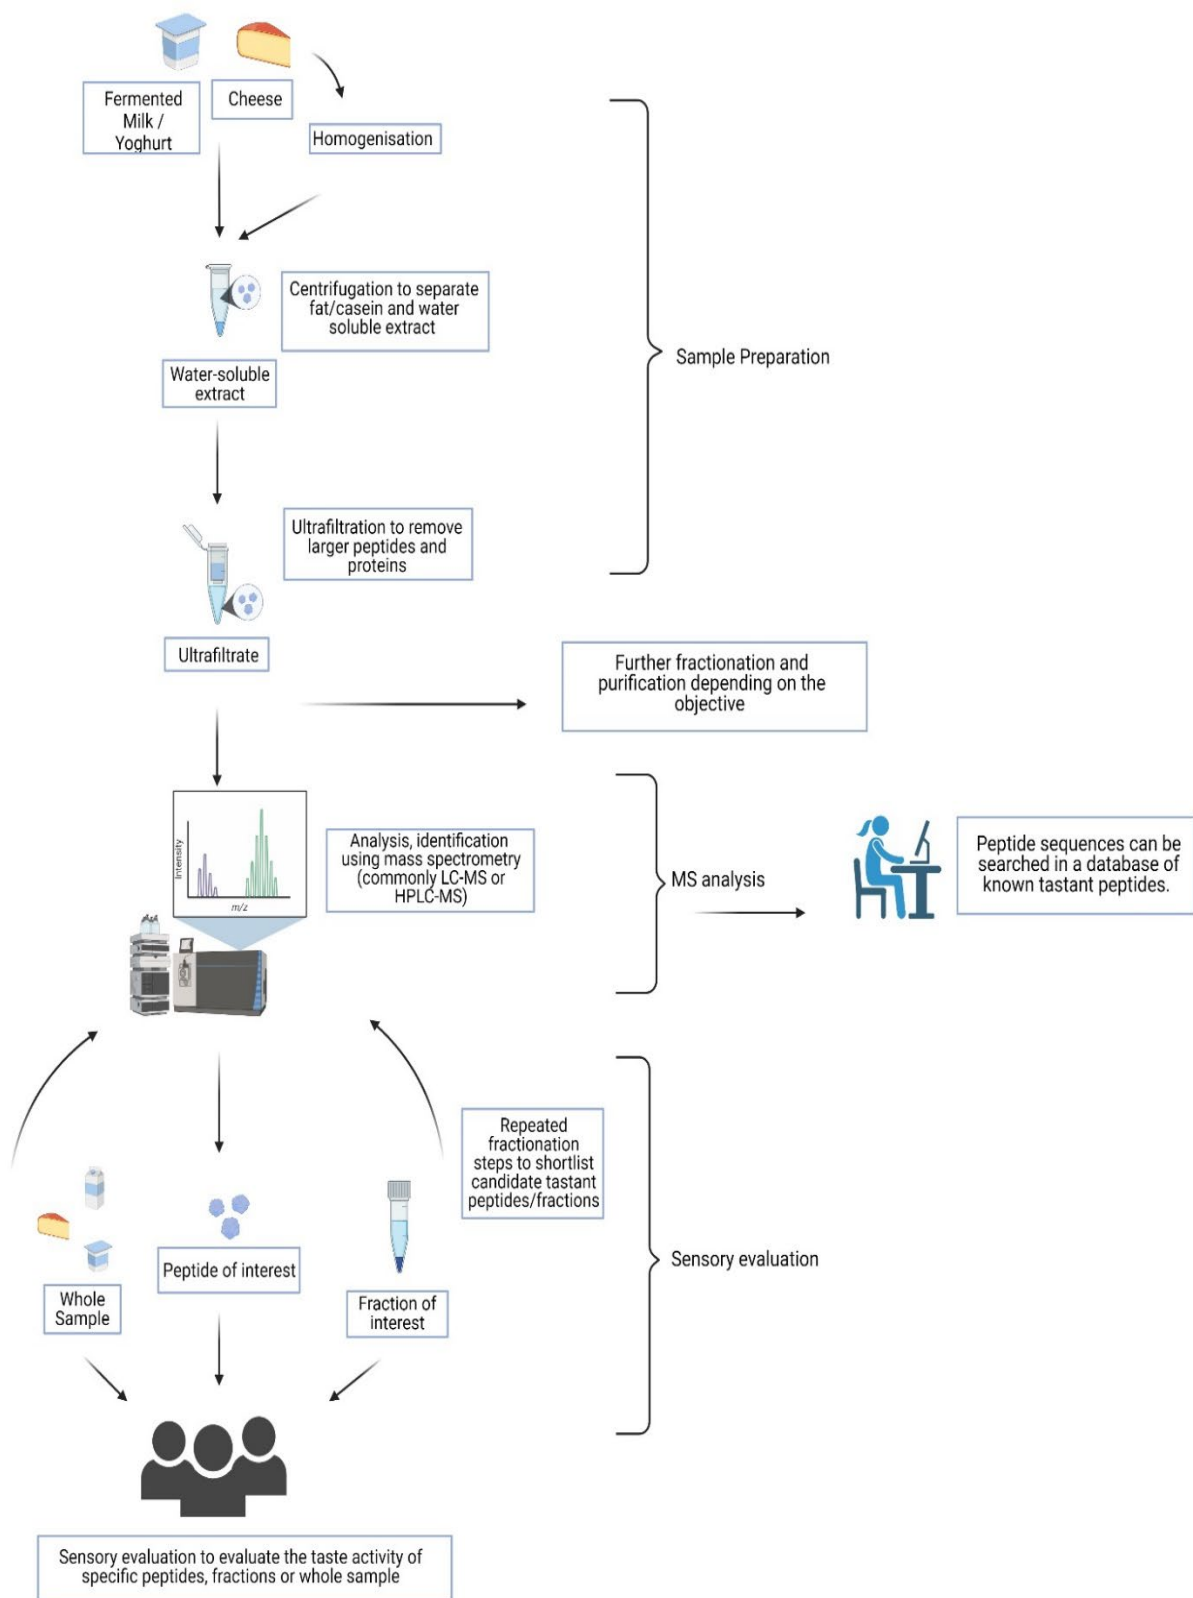 Fermented
Milk /
Yoghurt
Cheese
Homogenisation
Centrifugation to separate
fat/casein and water
soluble extract
Water-soluble
extract
Sample Preparation
Ultrafiltration to remove
larger peptides and
proteins
Ultrafiltrate
Further fractionation and
purification depending on the
objective
Intensity
m/z
Analysis, identification
using mass spectrometry
(commonly LC-MS or
HPLC-MS)
MS analysis
Peptide sequences can be
searched in a database of
known tastant peptides.
Repeated
fractionation
steps to shortlist
candidate tastant
peptides/fractions
Whole
Sample
Peptide of interest
Fraction of
interest
Sensory evaluation
Sensory evaluation to evaluate the taste activity of
specific peptides, fractions or whole sample